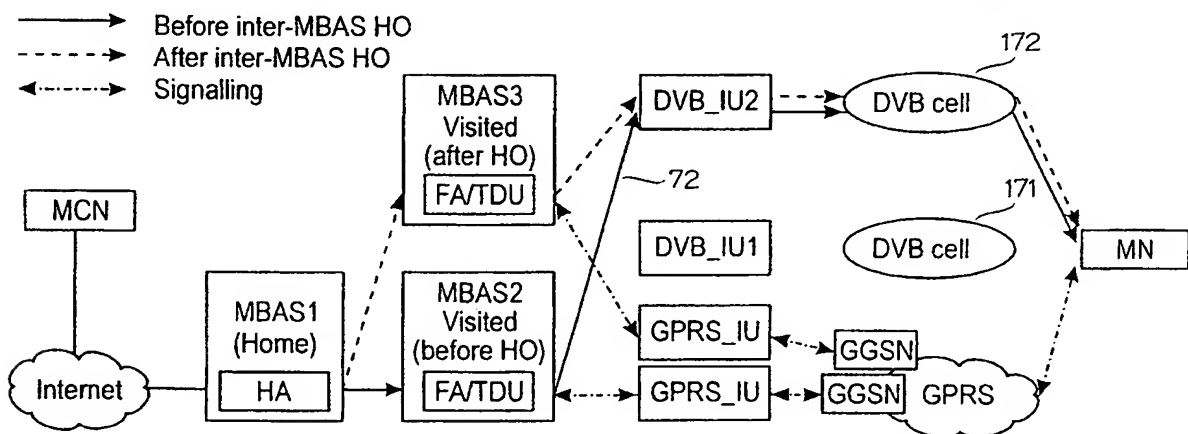 Before inter-MBAS HO
After inter-MBAS HO
Signalling
172
MBAS3
Visited
(after HO)
FA/TDU
DVB_IU2
DVB cell
72
171
MCN
DVB_IU1
DVB cell
MN
MBAS1
(Home)
HA
MBAS2
Visited
(before HO)
FA/TDU
GPRS_IU
GGSN
Internet
GPRS_IU
GGSN
GPRS